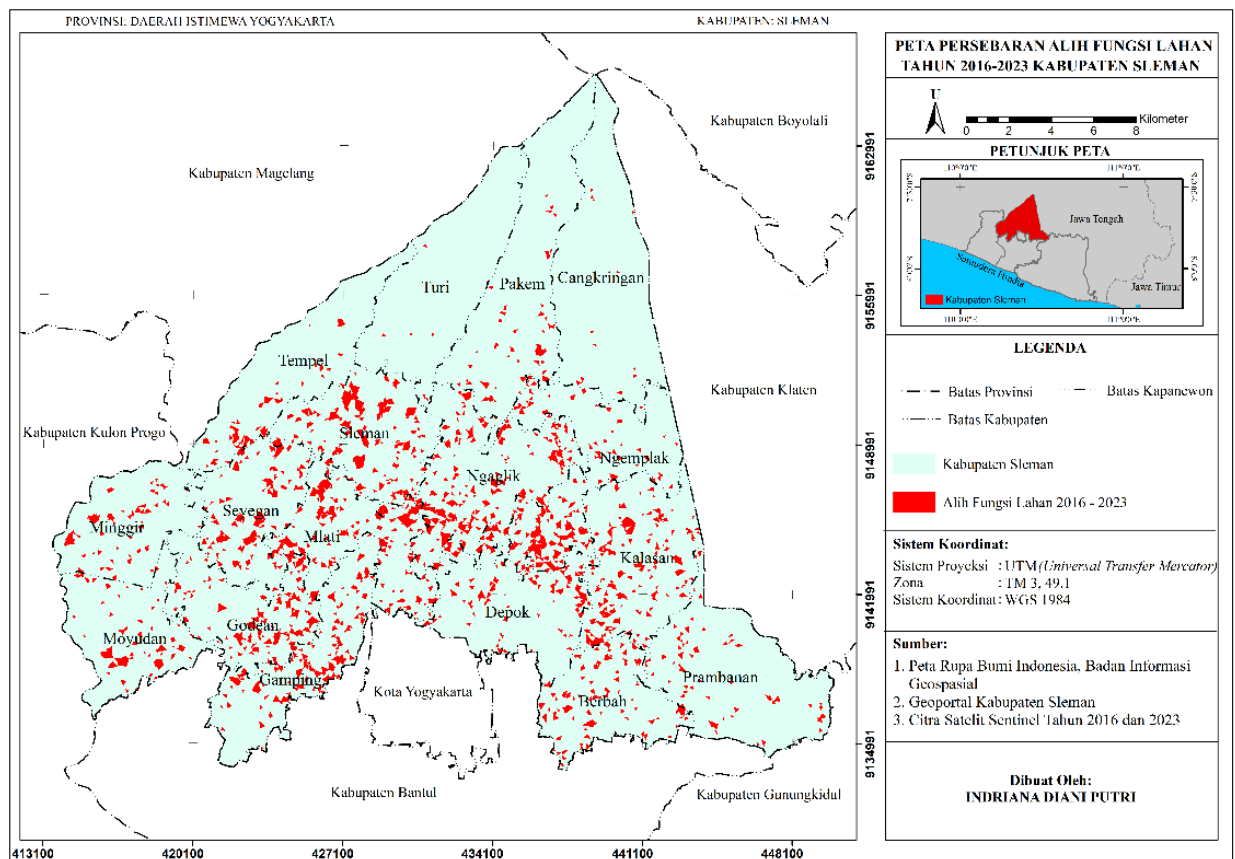 PROVINSI: DAERAH ISTIMEWA YOGYAKARTA
KABUPATEN: SLEMAN
Kabupaten Boyolali
Kabupaten Magelang
Turi
Pakem
Cangkringan
Tempel
Kabupaten Klaten
Kabupaten Kulon Progo
Sleman
Ngaglik
Ngemplak
Minggir
Seyegan
Mlati
Kalasan
Depok
Moyudan
Godean
Gamping
Kota Yogyakarta
Prambanan
Berbah
Kabupaten Bantul
Kabupaten Gunungkidul
9162991
9155991
9148991
9141991
9134991
413100
420100
427100
434100
441100
448100
PETA PERSEBARAN ALIH FUNGSI LAHAN
TAHUN 2016-2023 KABUPATEN SLEMAN
U
0 2 4 6 8 Kilometer
PETUNJUK PETA
Jawa Tengah
Samudera Hindia
Jawa Timur
Kabupaten Sleman
LEGENDA
Batas Provinsi
Batas Kapanewon
Batas Kabupaten
Kabupaten Sleman
Alih Fungsi Lahan 2016 - 2023
Sistem Koordinat:
Sistem Proyeksi : UTM (Universal Transfer Mercator)
Zona : TM 3, 49.1
Sistem Koordinat : WGS 1984
Sumber:
1. Peta Rupa Bumi Indonesia, Badan Informasi
Geospasial
2. Geoportal Kabupaten Sleman
3. Citra Satelit Sentinel Tahun 2016 dan 2023
Dibuat Oleh:
INDRIANA DIANI PUTRI